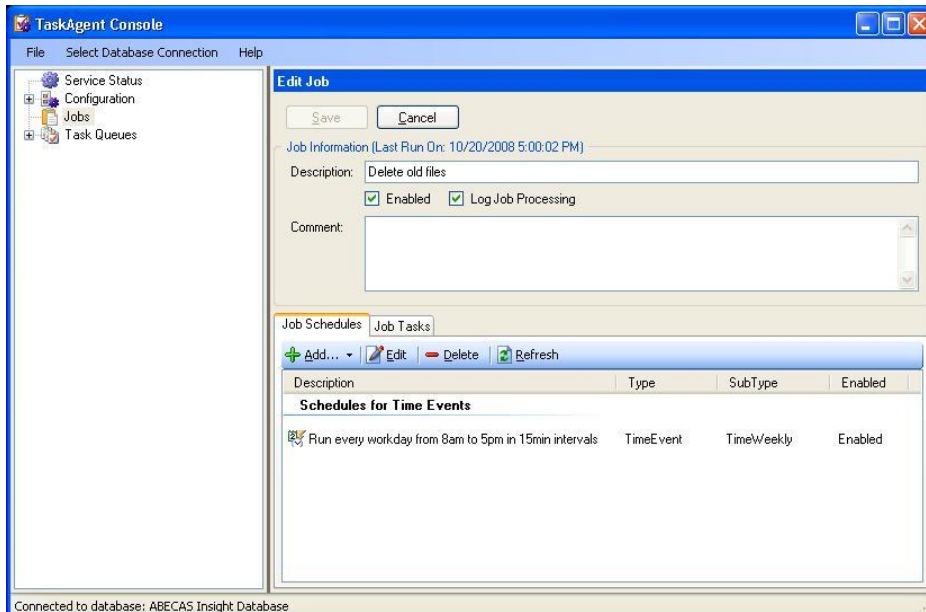 TaskAgent Console
File Select Database Connection Help
Service Status
Configuration
Jobs
Task Queues
Edit Job
Save Cancel
Job Information (Last Run On: 10/20/2008 5:00:02 PM)
Description: Delete old files
Enabled Log Job Processing
Comment:
Job Schedules Job Tasks
Add... Edit Delete Refresh
Description Type SubType Enabled
Schedules for Time Events
Run every workday from 8am to 5pm in 15min intervals TimeEvent TimeWeekly Enabled
Connected to database: ABECAS Insight Database